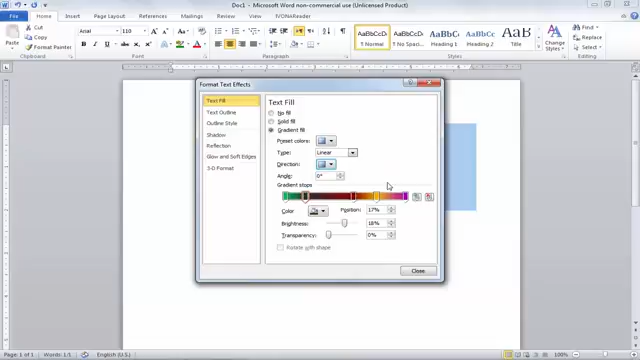 Doc1 - Microsoft Word non-commercial use (Unlicensed Product)
File Home Insert Page Layout References Mailings Review View IVONAReader
Paste
Cut
Copy
Format Painter
Clipboard
Arial 110
Font
Paragraph
AaBbCcDc AaBbCcDc AaBbC AaBbCc AaB
¶ Normal ¶ No Spac... Heading 1 Heading 2 Title
Change
Styles
Styles
Find
Replace
Select
Editing
Format Text Effects
Text Fill
Text Outline
Outline Style
Shadow
Reflection
Glow and Soft Edges
3-D Format
Text Fill
No fill
Solid fill
Gradient fill
Preset colors:
Type: Linear
Direction:
Angle: 0°
Gradient stops
Color Position: 17%
Brightness: 18%
Transparency: 0%
Rotate with shape
Close
Page: 1 of 1 Words: 1/1 English (U.S.) 100%